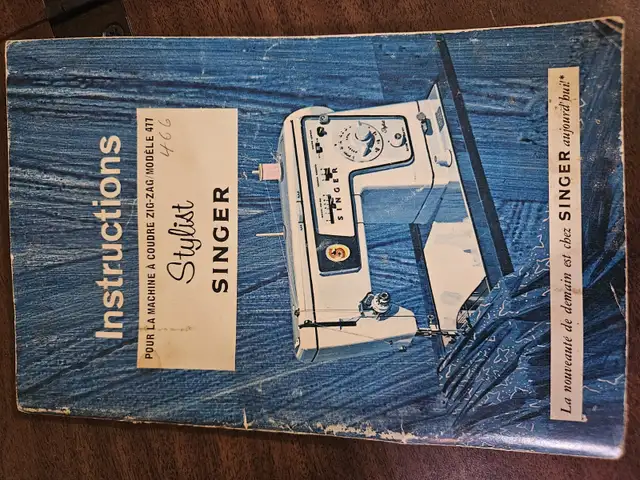 Instructions
POUR LA MACHINE À COUDRE ZIG-ZAG/MODÈLE 477
466
Stylist
SINGER
SINGER
La nouveauté de demain est chez SINGER aujourd'hui!*